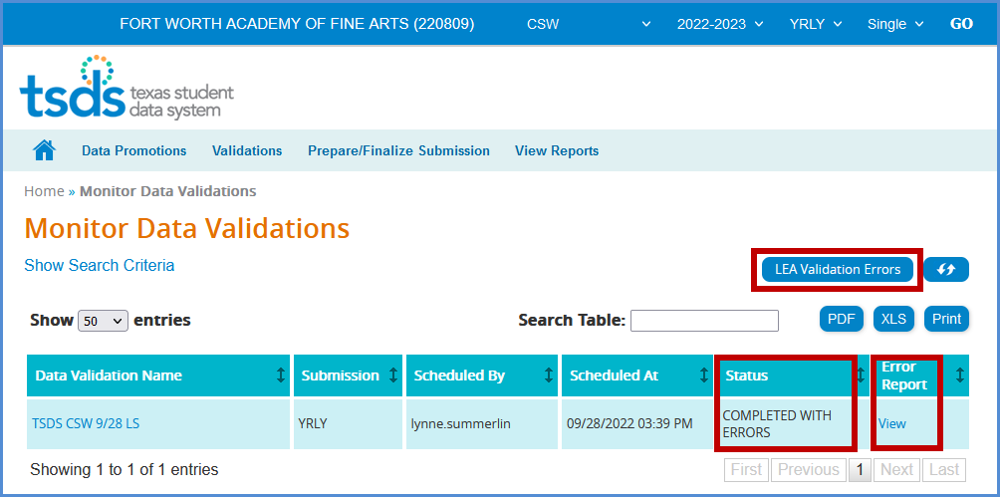 FORT WORTH ACADEMY OF FINE ARTS (220809) CSW 2022-2023 YRLY Single GO
tsds texas student
data system
Data Promotions Validations Prepare/Finalize Submission View Reports
Home » Monitor Data Validations
Monitor Data Validations
Show Search Criteria
LEA Validation Errors
Show 50 entries Search Table: PDF XLS Print
Data Validation Name Submission Scheduled By Scheduled At Status Error
Report
TSDS CSW 9/28 LS YRLY lynne.summerlin 09/28/2022 03:39 PM COMPLETED WITH
ERRORS View
Showing 1 to 1 of 1 entries First Previous 1 Next Last